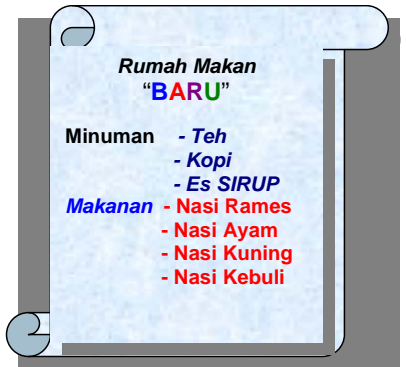 Rumah Makan
“BARU”
Minuman - Teh
- Kopi
- Es SIRUP
Makanan - Nasi Rames
- Nasi Ayam
- Nasi Kuning
- Nasi Kebuli